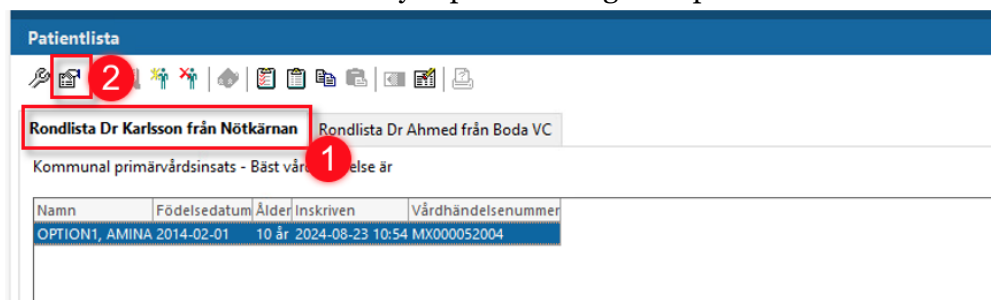 Patientlista
2
Rondlista Dr Karlsson från Nötkärnan Rondlista Dr Ahmed från Boda VC
1
Kommunal primärvårdsinsats - Bäst else är
Namn Födelsedatum Ålder Inskriven Vårdhändelsenummer
OPTION1, AMINA 2014-02-01 10 år 2024-08-23 10:54 MX000052004